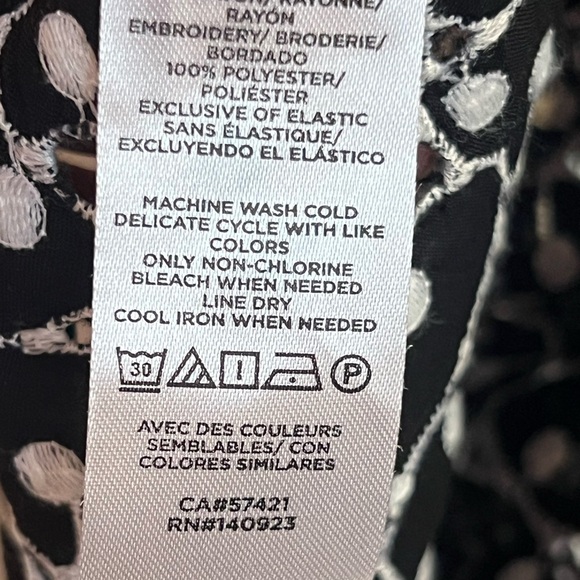 RAYONNE/
RAYÓN
EMBROIDERY/ BRODERIE/
BORDADO
100% POLYESTER/
POLIÉSTER
EXCLUSIVE OF ELASTIC
SANS ÉLASTIQUE/
EXCLUYENDO EL ELÁSTICO
MACHINE WASH COLD
DELICATE CYCLE WITH LIKE
COLORS
ONLY NON-CHLORINE
BLEACH WHEN NEEDED
LINE DRY
COOL IRON WHEN NEEDED
30 P
AVEC DES COULEURS
SEMBLABLES/ CON
COLORES SIMILARES
CA#57421
RN#140923